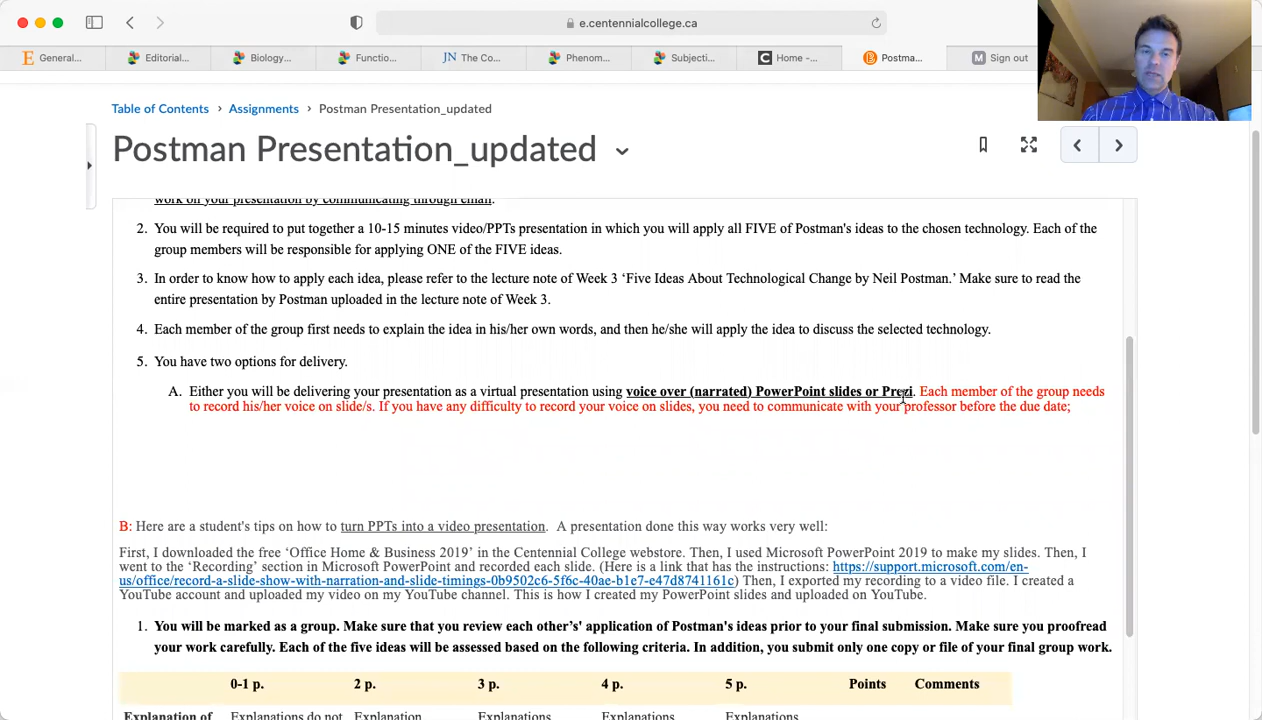 e.centennialcollege.ca
General...
Editorial...
Biology...
Functio...
JN The Co...
Phenom...
Subjecti...
C Home -...
Postma...
M Sign out
Table of Contents › Assignments › Postman Presentation_updated
Postman Presentation_updated
work on your presentation by communicating through email.
2. You will be required to put together a 10-15 minutes video/PPTs presentation in which you will apply all FIVE of Postman's ideas to the chosen technology. Each of the
group members will be responsible for applying ONE of the FIVE ideas.
3. In order to know how to apply each idea, please refer to the lecture note of Week 3 ‘Five Ideas About Technological Change by Neil Postman.’ Make sure to read the
entire presentation by Postman uploaded in the lecture note of Week 3.
4. Each member of the group first needs to explain the idea in his/her own words, and then he/she will apply the idea to discuss the selected technology.
5. You have two options for delivery.
A. Either you will be delivering your presentation as a virtual presentation using voice over (narrated) PowerPoint slides or Prezi. Each member of the group needs
to record his/her voice on slide/s. If you have any difficulty to record your voice on slides, you need to communicate with your professor before the due date;
B: Here are a student's tips on how to turn PPTs into a video presentation. A presentation done this way works very well:
First, I downloaded the free ‘Office Home & Business 2019’ in the Centennial College webstore. Then, I used Microsoft PowerPoint 2019 to make my slides. Then, I
went to the ‘Recording’ section in Microsoft PowerPoint and recorded each slide. (Here is a link that has the instructions: https://support.microsoft.com/en-
us/office/record-a-slide-show-with-narration-and-slide-timings-0b9502c6-5f6c-40ae-b1e7-e47d8741161c) Then, I exported my recording to a video file. I created a
YouTube account and uploaded my video on my YouTube channel. This is how I created my PowerPoint slides and uploaded on YouTube.
1. You will be marked as a group. Make sure that you review each other’s' application of Postman's ideas prior to your final submission. Make sure you proofread
your work carefully. Each of the five ideas will be assessed based on the following criteria. In addition, you submit only one copy or file of your final group work.
0-1 p. 2 p. 3 p. 4 p. 5 p. Points Comments
Explanation of Explanations do not Explanation Explanations Explanations Explanations